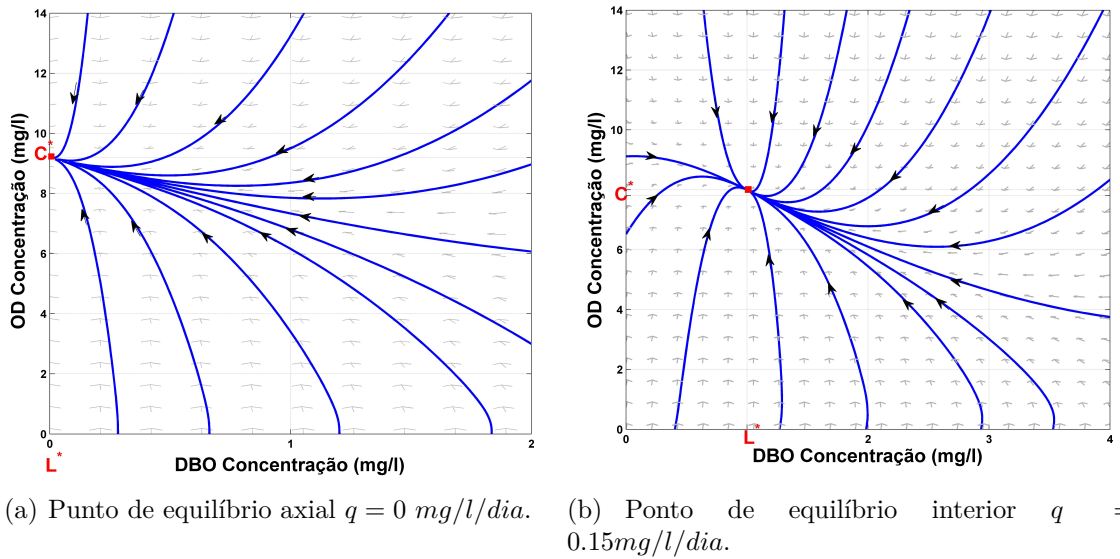 14
12
10
8
6
4
2
0
OD Concentração (mg/l)
C*
0
1
2
L*
DBO Concentração (mg/l)
14
12
10
8
6
4
2
0
OD Concentração (mg/l)
C*
0
2
3
4
L*
DBO Concentração (mg/l)
(a) Punto de equilíbrio axial q = 0 mg/l/dia.
(b) Ponto de equilíbrio interior q =
0.15mg/l/dia.